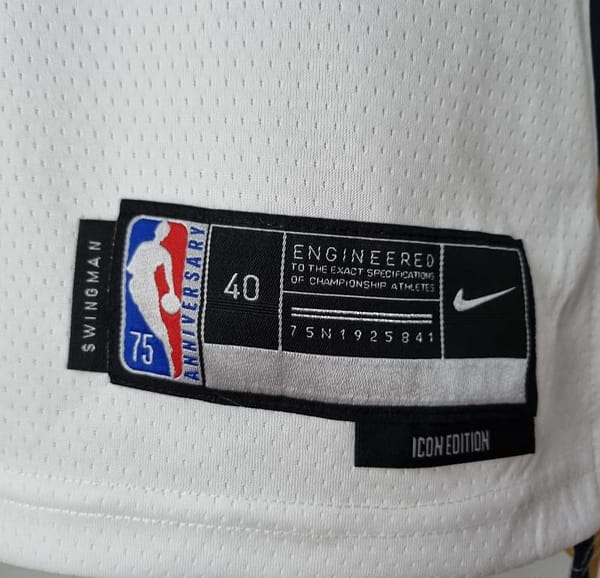 SWINGMAN
75
ANNIVERSARY
40
ENGINEERED
TO THE EXACT SPECIFICATIONS
OF CHAMPIONSHIP ATHLETES
75N1925841
ICON EDITION